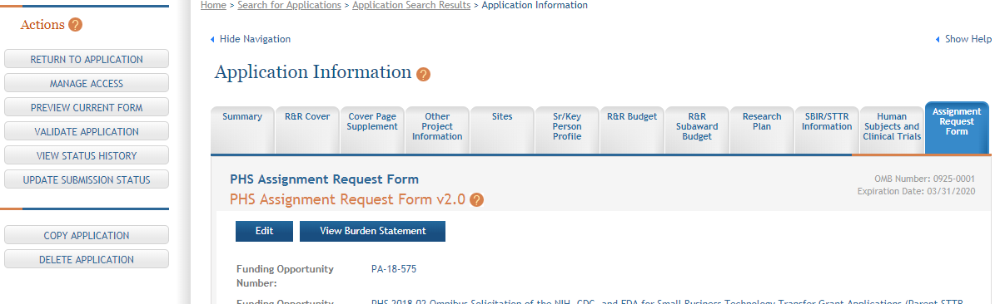 Home > Search for Applications > Application Search Results > Application Information
Actions ?
RETURN TO APPLICATION
MANAGE ACCESS
PREVIEW CURRENT FORM
VALIDATE APPLICATION
VIEW STATUS HISTORY
UPDATE SUBMISSION STATUS
COPY APPLICATION
DELETE APPLICATION
Hide Navigation
Show Help
Application Information ?
Summary
R&R Cover
Cover Page
Supplement
Other
Project
Information
Sites
Sr/Key
Person
Profile
R&R Budget
R&R
Subaward
Budget
Research
Plan
SBIR/STTR
Information
Human
Subjects and
Clinical Trials
Assignment
Request
Form
PHS Assignment Request Form
PHS Assignment Request Form v2.0 ?
OMB Number: 0925-0001
Expiration Date: 03/31/2020
Edit
View Burden Statement
Funding Opportunity
Number:
PA-18-575
Funding Opportunity
PHS 2018-02 Omnibus Solicitation of the NIH, CDC, and FDA for Small Business Technology Transfer Grant Applications (Parent STTR